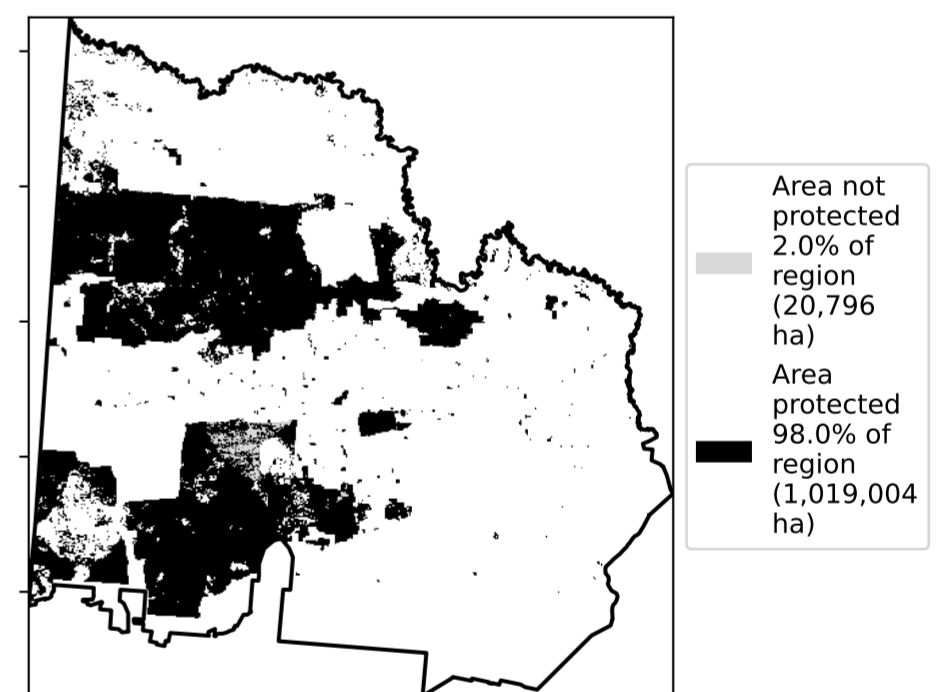 Area not
protected
2.0% of
region
(20,796
ha)
Area
protected
98.0% of
region
(1,019,004
ha)